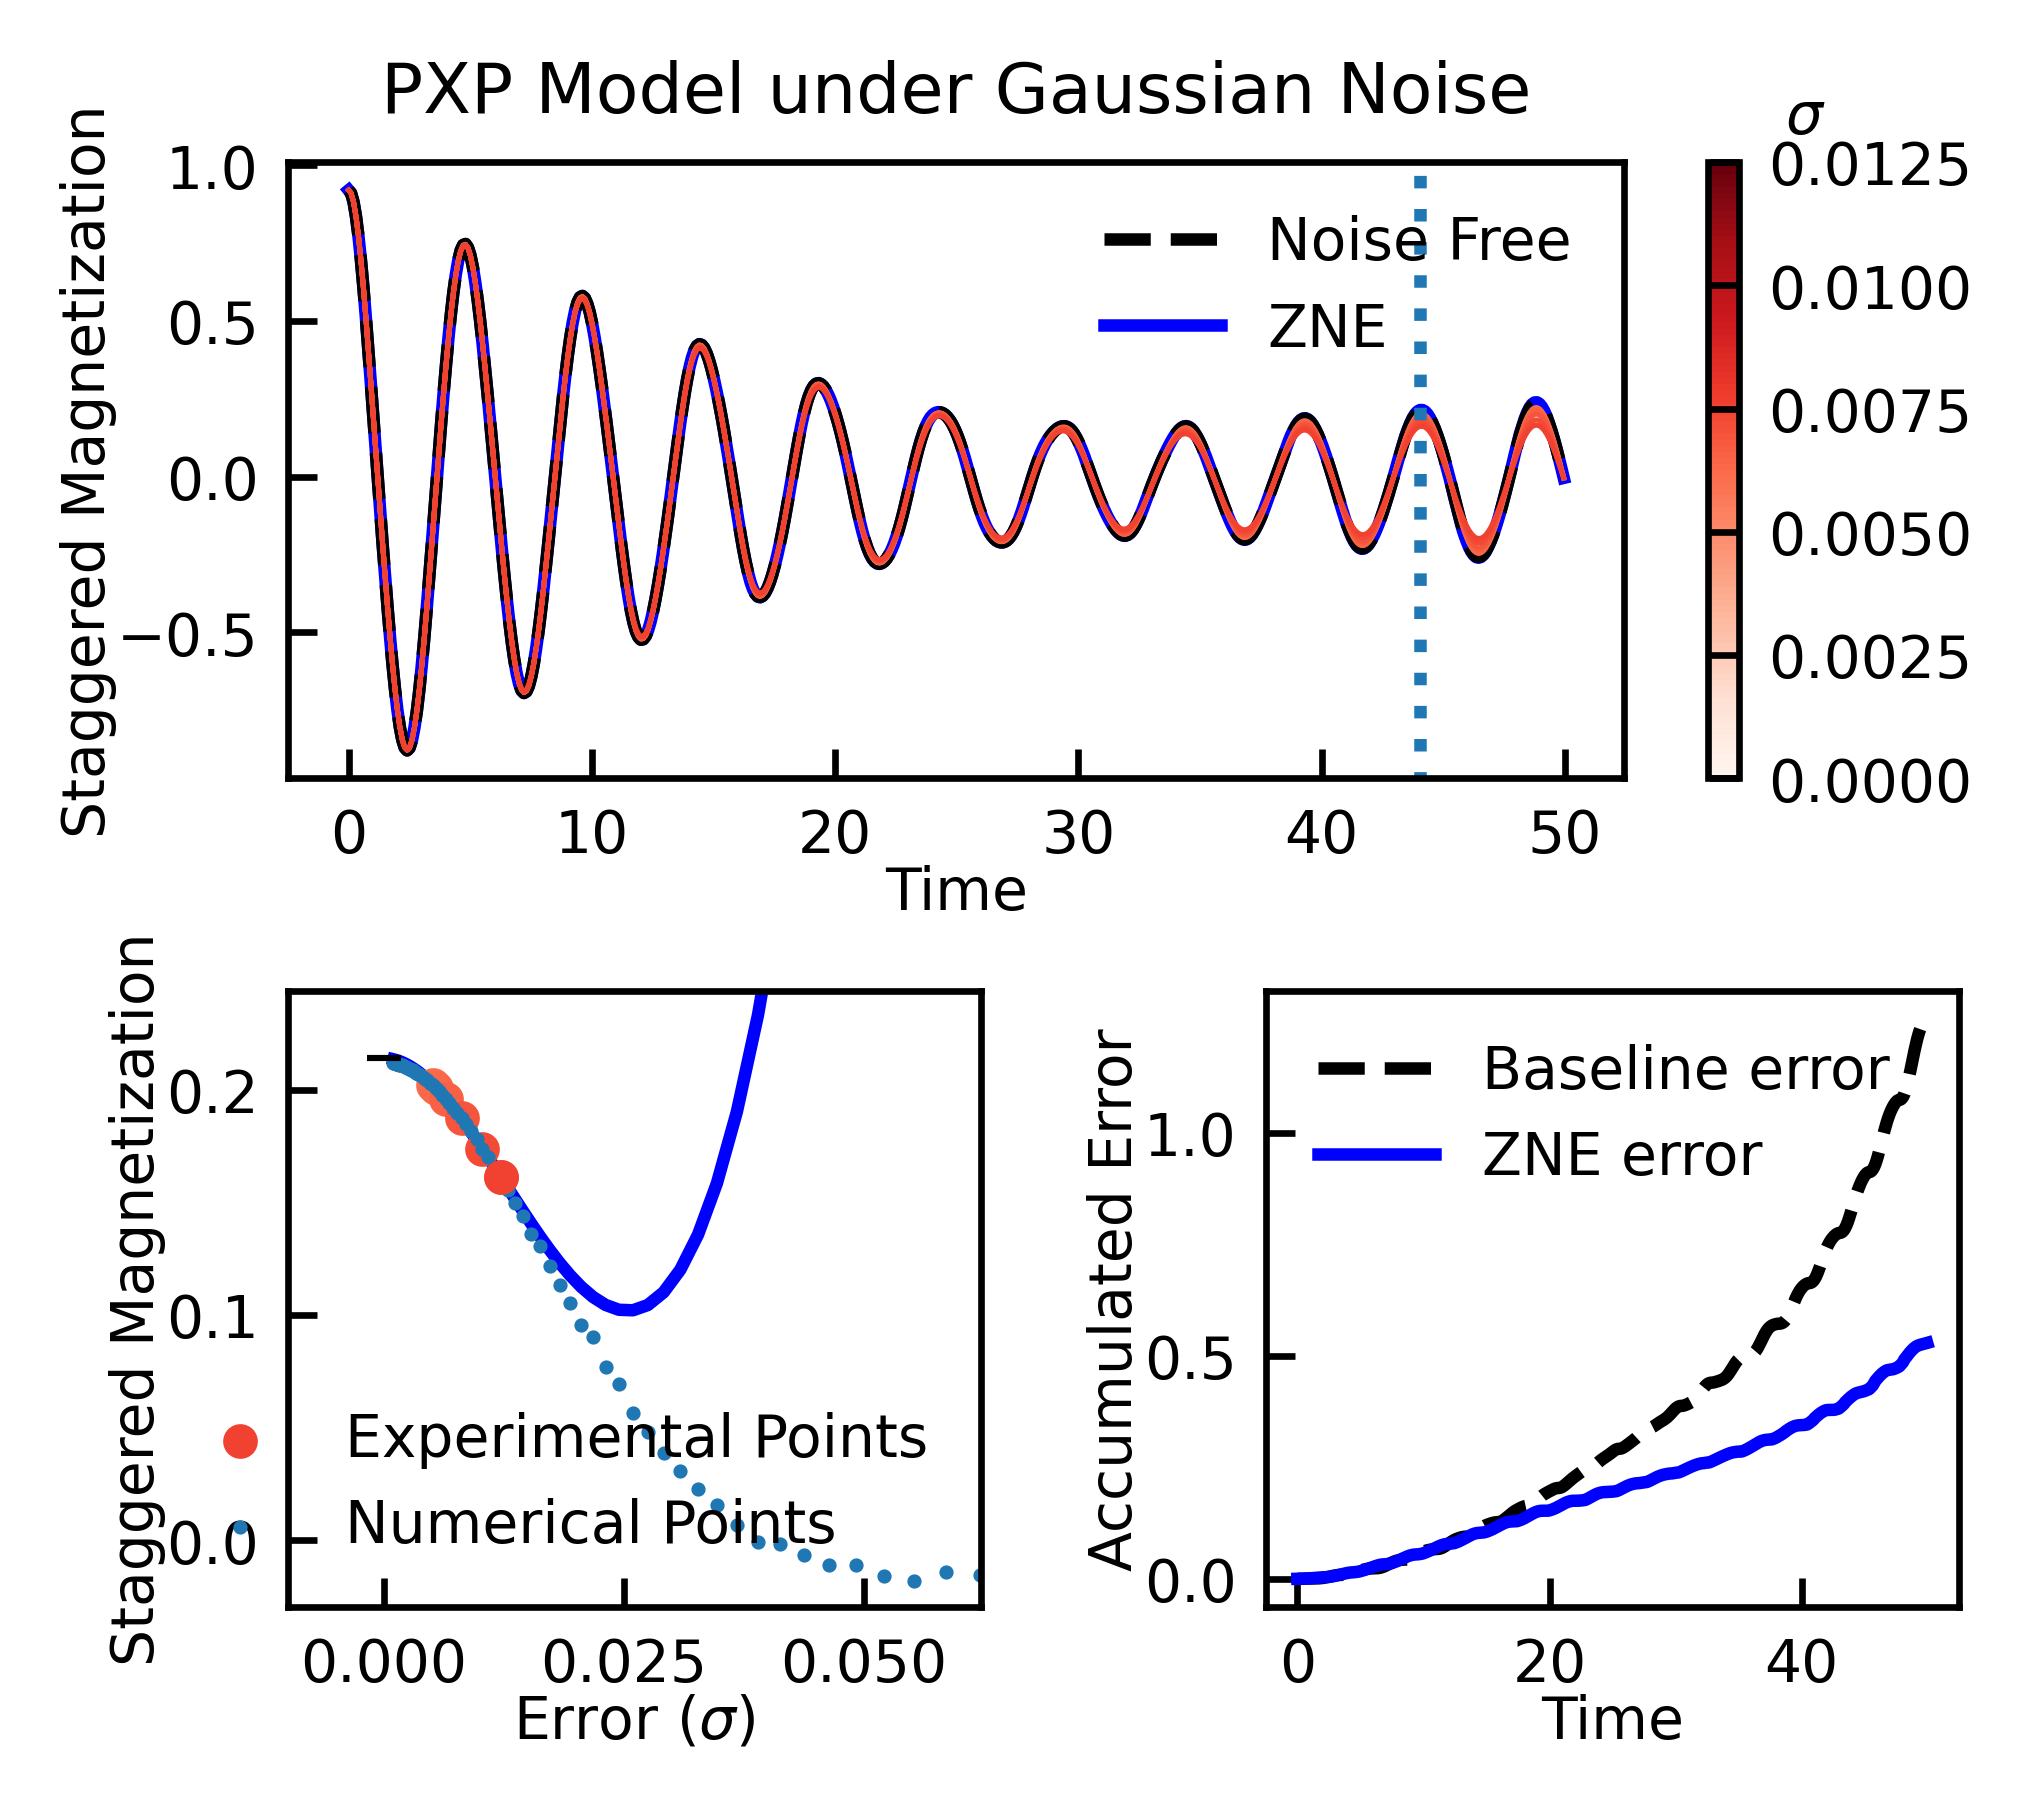 PXP Model under Gaussian Noise
Staggered Magnetization
1.0
0.5
0.0
−0.5
Noise Free
ZNE
0 10 20 30 40 50
Time
σ
0.0125
0.0100
0.0075
0.0050
0.0025
0.0000
Staggered Magnetization
0.2
0.1
0.0
Experimental Points
Numerical Points
0.000 0.025 0.050
Error (σ)
Accumulated Error
1.0
0.5
0.0
Baseline error
ZNE error
0 20 40
Time